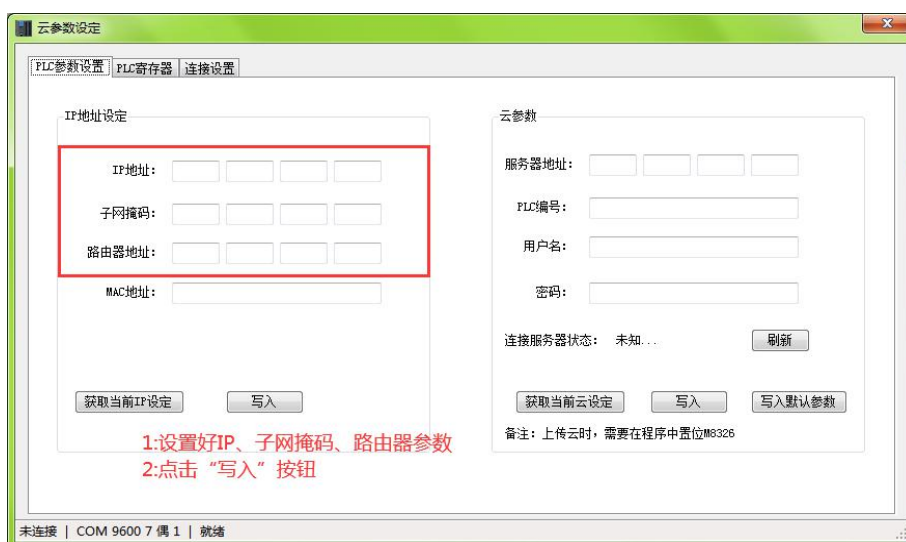 云参数设定
PLC参数设置 PLC寄存器 连接设置
IP地址设定
IP地址:
子网掩码:
路由器地址:
MAC地址:
获取当前IP设定 写入
云参数
服务器地址:
PLC编号:
用户名:
密码:
连接服务器状态: 未知... 刷新
获取当前云设定 写入 写入默认参数
备注: 上传云时, 需要在程序中置位M8326
1:设置好IP、子网掩码、路由器参数
2:点击“写入”按钮
未连接 | COM 9600 7 偶 1 | 就绪